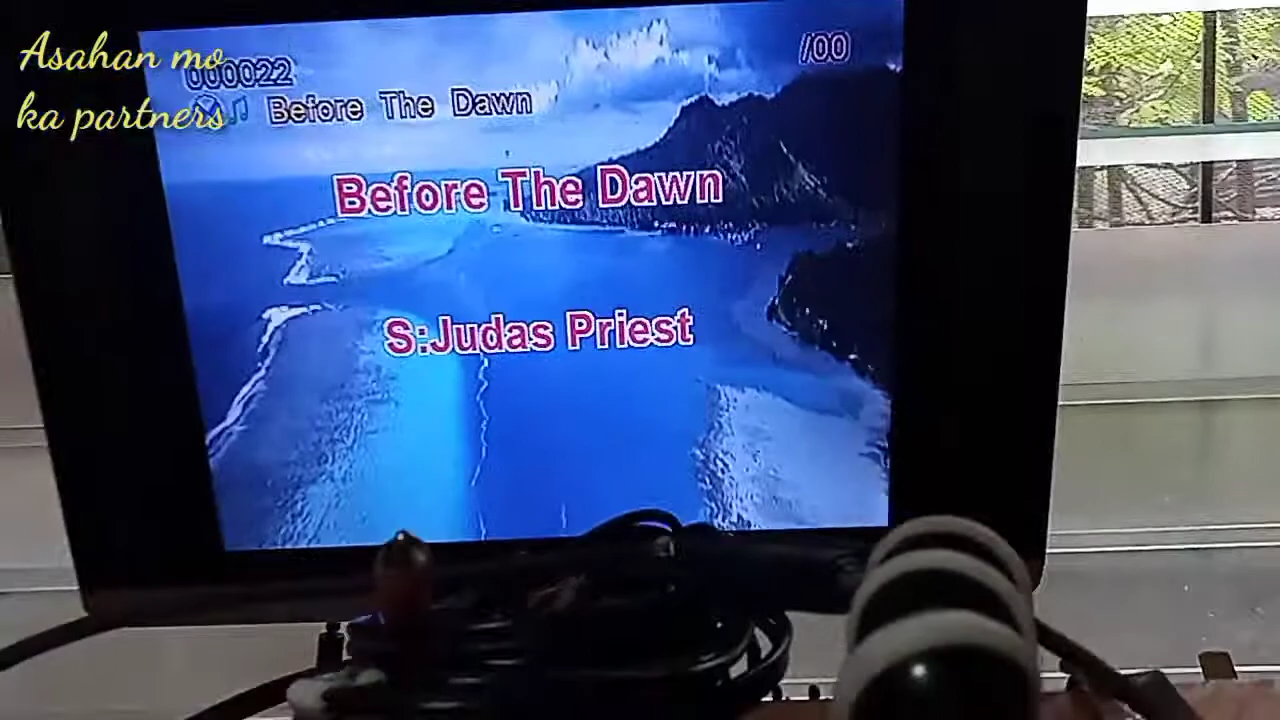 Asahan mo
ka partners
000022
/00
Before The Dawn
Before The Dawn
S:Judas Priest